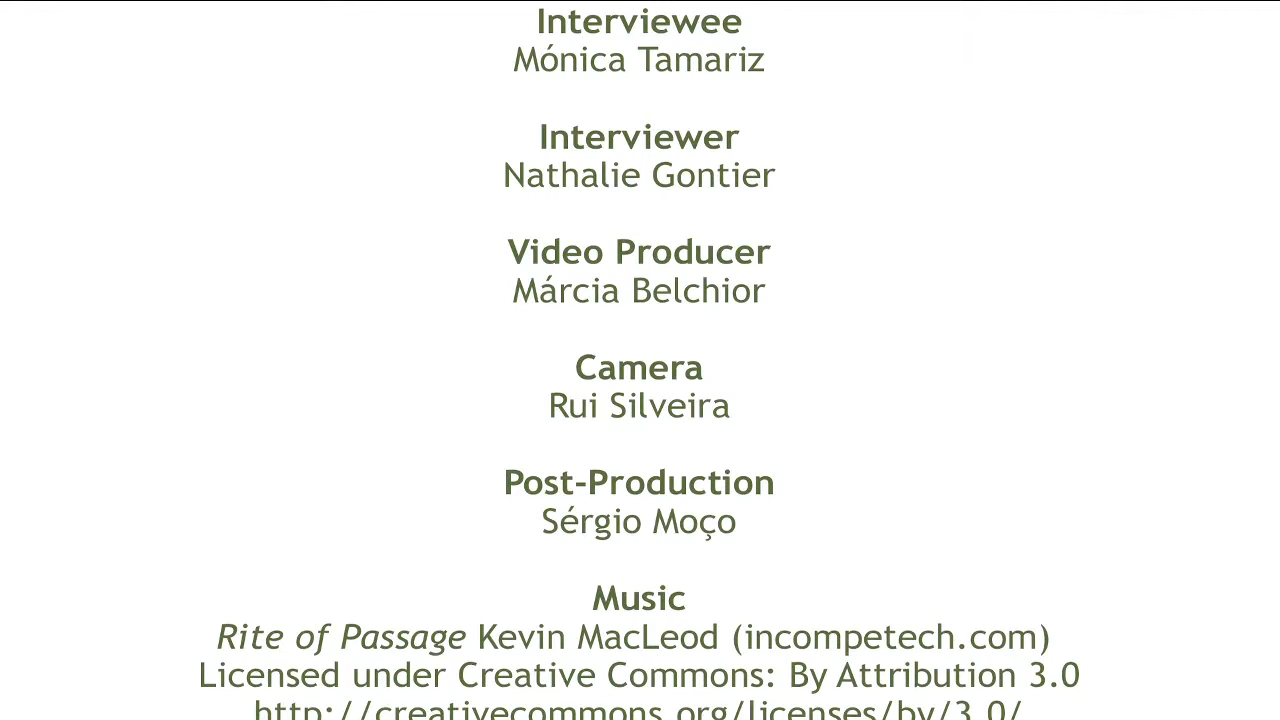 Interviewee
Mónica Tamariz
Interviewer
Nathalie Gontier
Video Producer
Márcia Belchior
Camera
Rui Silveira
Post-Production
Sérgio Moço
Music
Rite of Passage Kevin MacLeod (incompetech.com)
Licensed under Creative Commons: By Attribution 3.0
http://creativecommons.org/licenses/by/3.0/